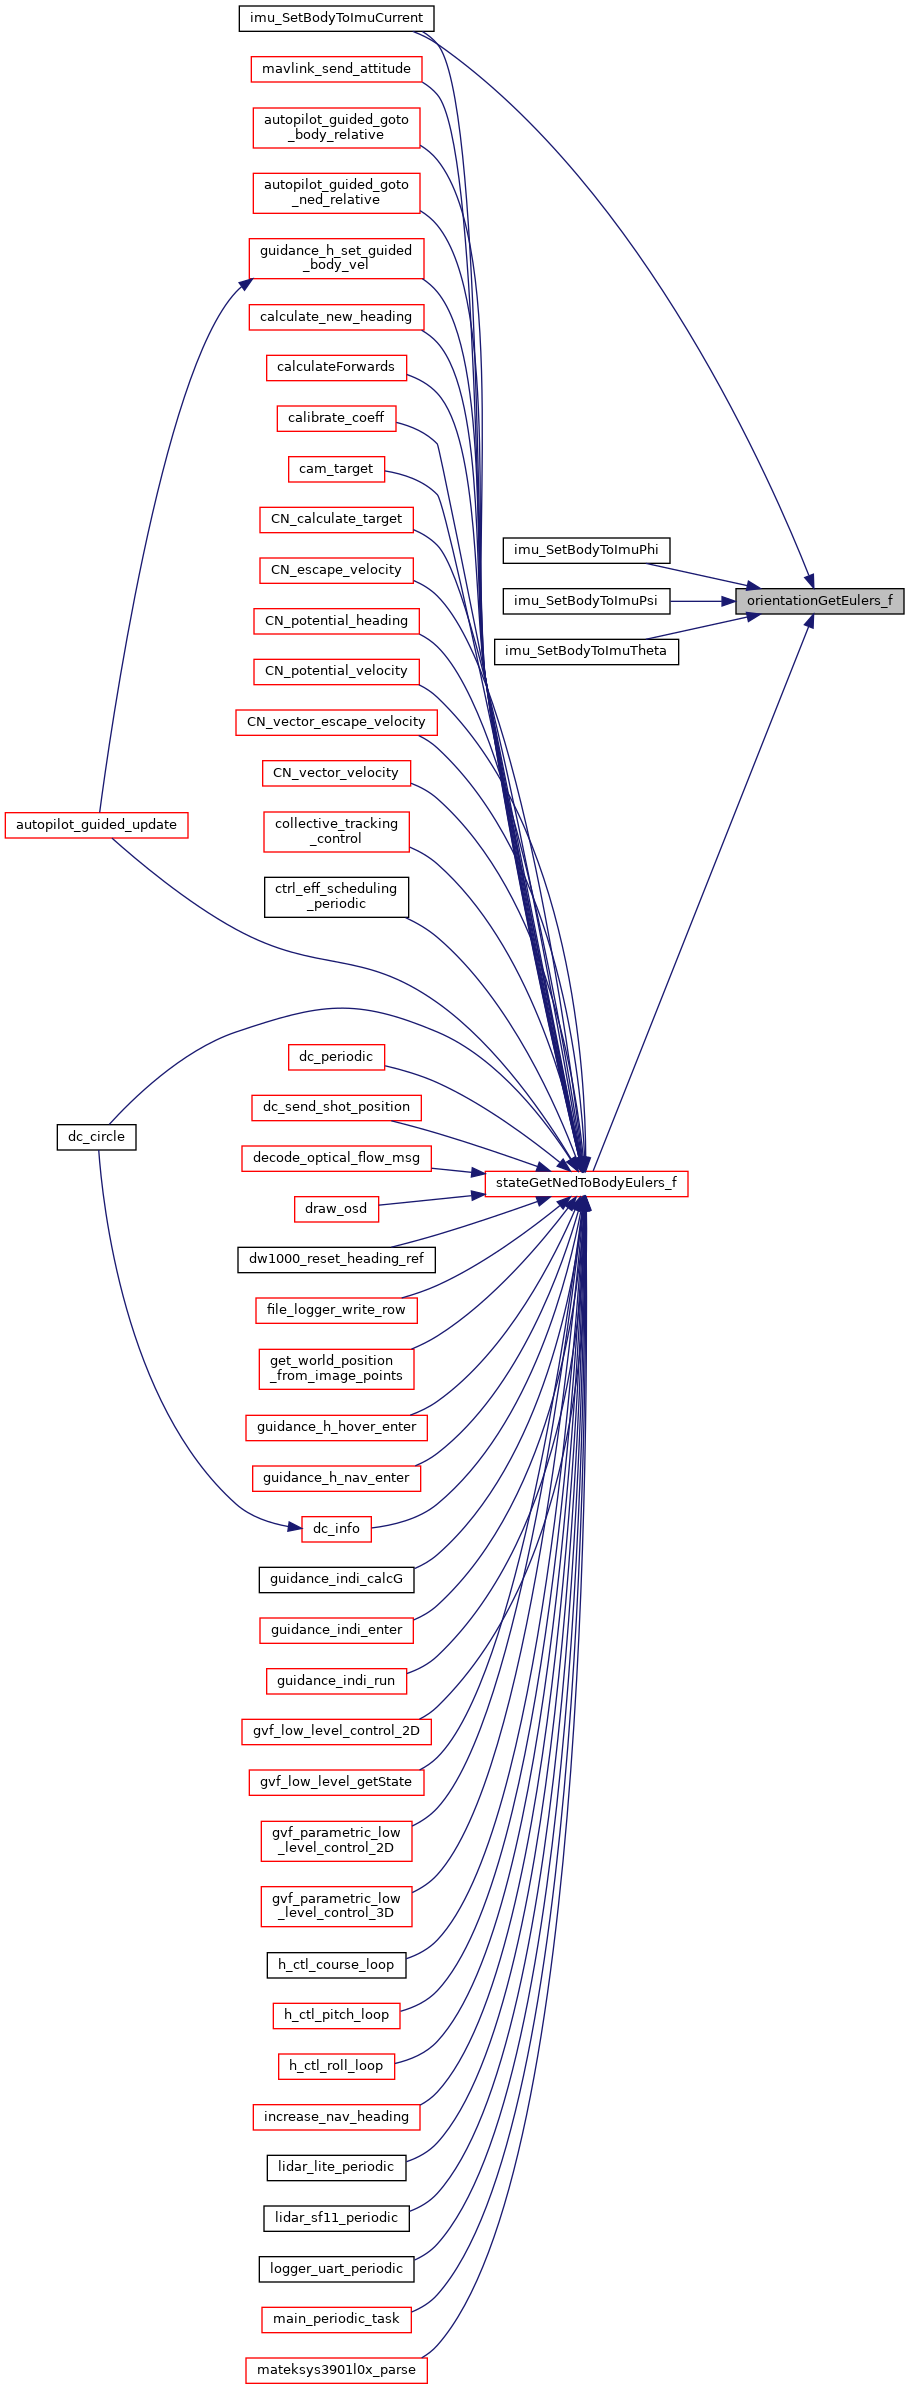 imu_SetBodyToImuCurrent
mavlink_send_attitude
autopilot_guided_goto
_body_relative
autopilot_guided_goto
_ned_relative
guidance_h_set_guided
_body_vel
calculate_new_heading
calculateForwards
calibrate_coeff
cam_target
CN_calculate_target
CN_escape_velocity
CN_potential_heading
CN_potential_velocity
CN_vector_escape_velocity
CN_vector_velocity
collective_tracking
_control
ctrl_eff_scheduling
_periodic
autopilot_guided_update
dc_circle
dc_periodic
dc_send_shot_position
decode_optical_flow_msg
draw_osd
dw1000_reset_heading_ref
file_logger_write_row
get_world_position
_from_image_points
guidance_h_hover_enter
guidance_h_nav_enter
dc_info
guidance_indi_calcG
guidance_indi_enter
guidance_indi_run
gvf_low_level_control_2D
gvf_low_level_getState
gvf_parametric_low
_level_control_2D
gvf_parametric_low
_level_control_3D
h_ctl_course_loop
h_ctl_pitch_loop
h_ctl_roll_loop
increase_nav_heading
lidar_lite_periodic
lidar_sf11_periodic
logger_uart_periodic
main_periodic_task
mateksys3901l0x_parse
imu_SetBodyToImuPhi
imu_SetBodyToImuPsi
imu_SetBodyToImuTheta
stateGetNedToBodyEulers_f
orientationGetEulers_f